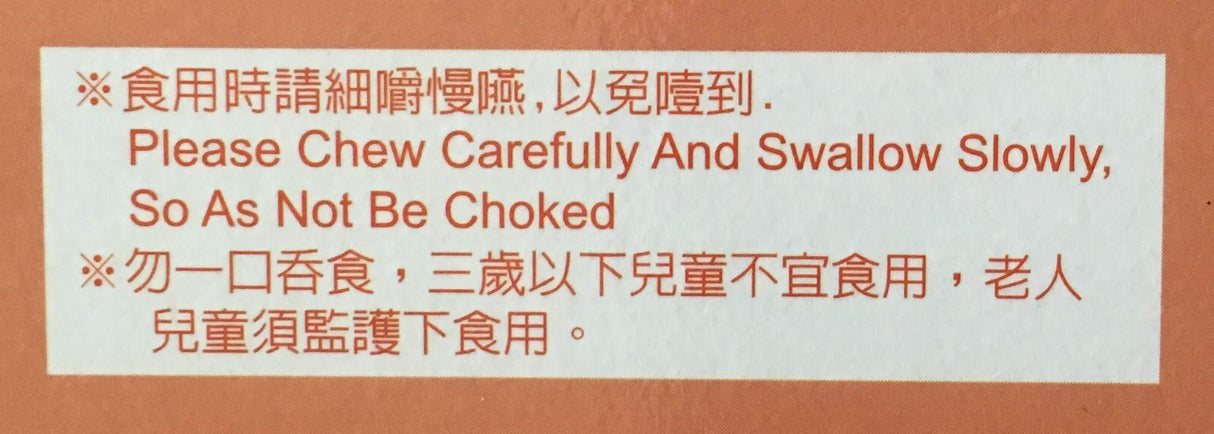 ※食用時請細嚼慢嚥,以免噎到.
Please Chew Carefully And Swallow Slowly,
So As Not Be Choked
※勿一口吞食，三歲以下兒童不宜食用，老人
兒童須監護下食用。